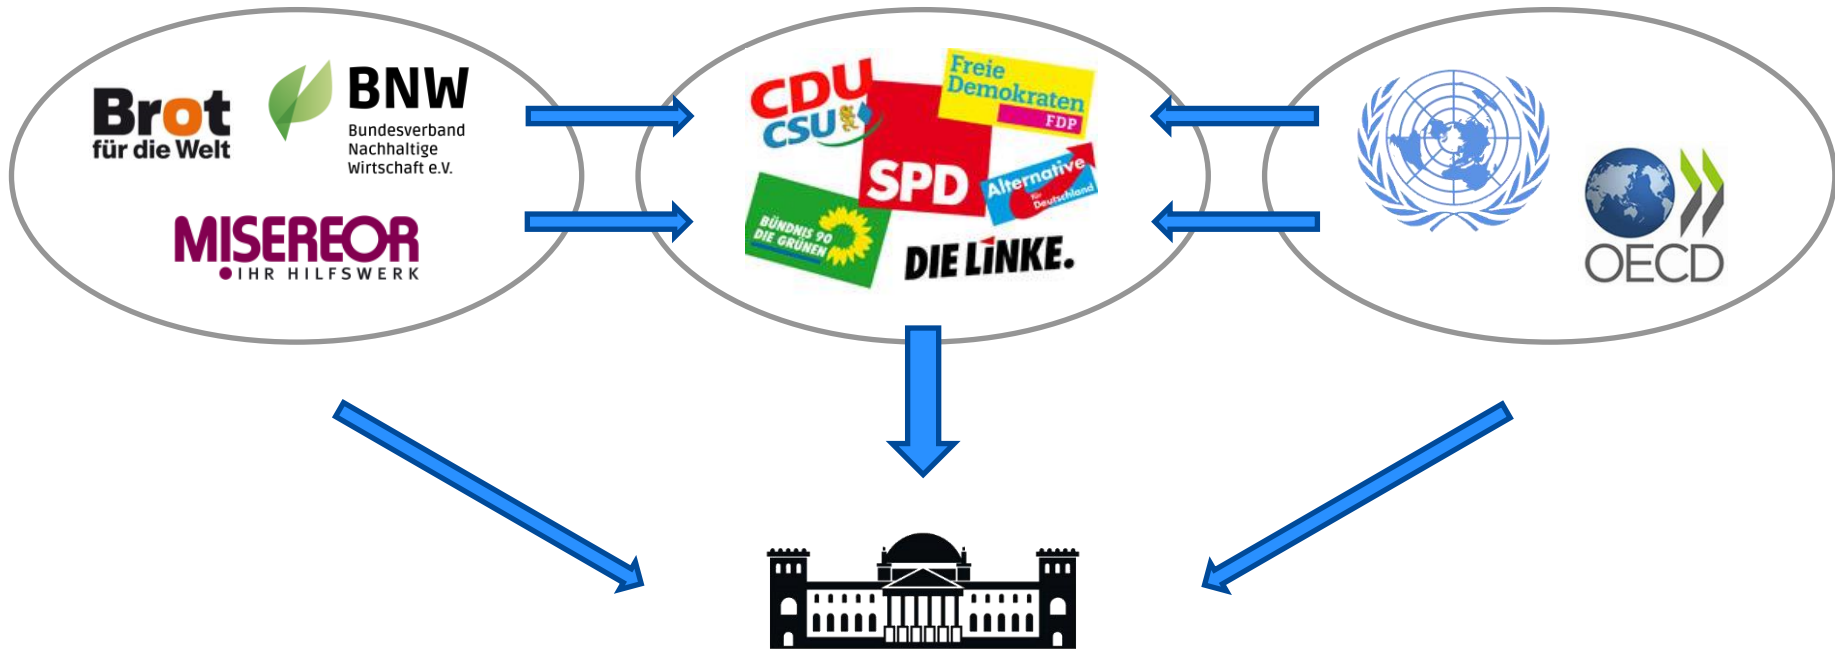 Brot
für die Welt
BNW
Bundesverband
Nachhaltige
Wirtschaft e.V.
MISEREOR
IHR HILFSWERK
CDU
CSU
Freie
Demokraten
FDP
SPD
Alternative
für
Deutschland
BÜNDNIS 90
DIE GRÜNEN
DIE LINKE.
OECD